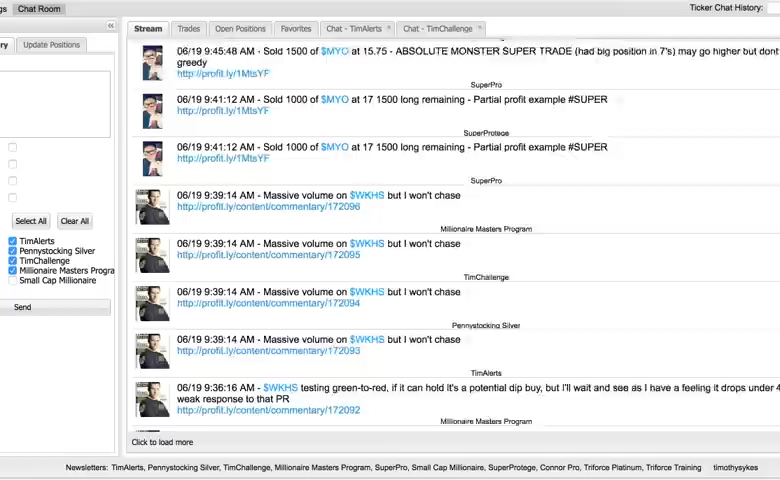 gs Chat Room
Ticker Chat History:
ry Update Positions
Select All Clear All
TimAlerts
Pennystocking Silver
TimChallenge
Millionaire Masters Progra
Small Cap Millionaire
Send
Stream Trades Open Positions Favorites Chat - TimAlerts Chat - TimChallenge
06/19 9:45:48 AM - Sold 1500 of $MYO at 15.75 - ABSOLUTE MONSTER SUPER TRADE (had big position in 7's) may go higher but dont
greedy
http://profit.ly/1MtsYF
SuperPro
06/19 9:41:12 AM - Sold 1000 of $MYO at 17 1500 long remaining - Partial profit example #SUPER
http://profit.ly/1MtsYF
SuperProtege
06/19 9:41:12 AM - Sold 1000 of $MYO at 17 1500 long remaining - Partial profit example #SUPER
http://profit.ly/1MtsYF
SuperPro
06/19 9:39:14 AM - Massive volume on $WKHS but I won't chase
http://profit.ly/content/commentary/172096
Millionaire Masters Program
06/19 9:39:14 AM - Massive volume on $WKHS but I won't chase
http://profit.ly/content/commentary/172095
TimChallenge
06/19 9:39:14 AM - Massive volume on $WKHS but I won't chase
http://profit.ly/content/commentary/172094
Pennystocking Silver
06/19 9:39:14 AM - Massive volume on $WKHS but I won't chase
http://profit.ly/content/commentary/172093
TimAlerts
06/19 9:36:16 AM - $WKHS testing green-to-red, if it can hold it's a potential dip buy, but I'll wait and see as I have a feeling it drops under 4
weak response to that PR
http://profit.ly/content/commentary/172092
Millionaire Masters Program
Click to load more
Newsletters: TimAlerts, Pennystocking Silver, TimChallenge, Millionaire Masters Program, SuperPro, Small Cap Millionaire, SuperProtege, Connor Pro, Triforce Platinum, Triforce Training timothysykes